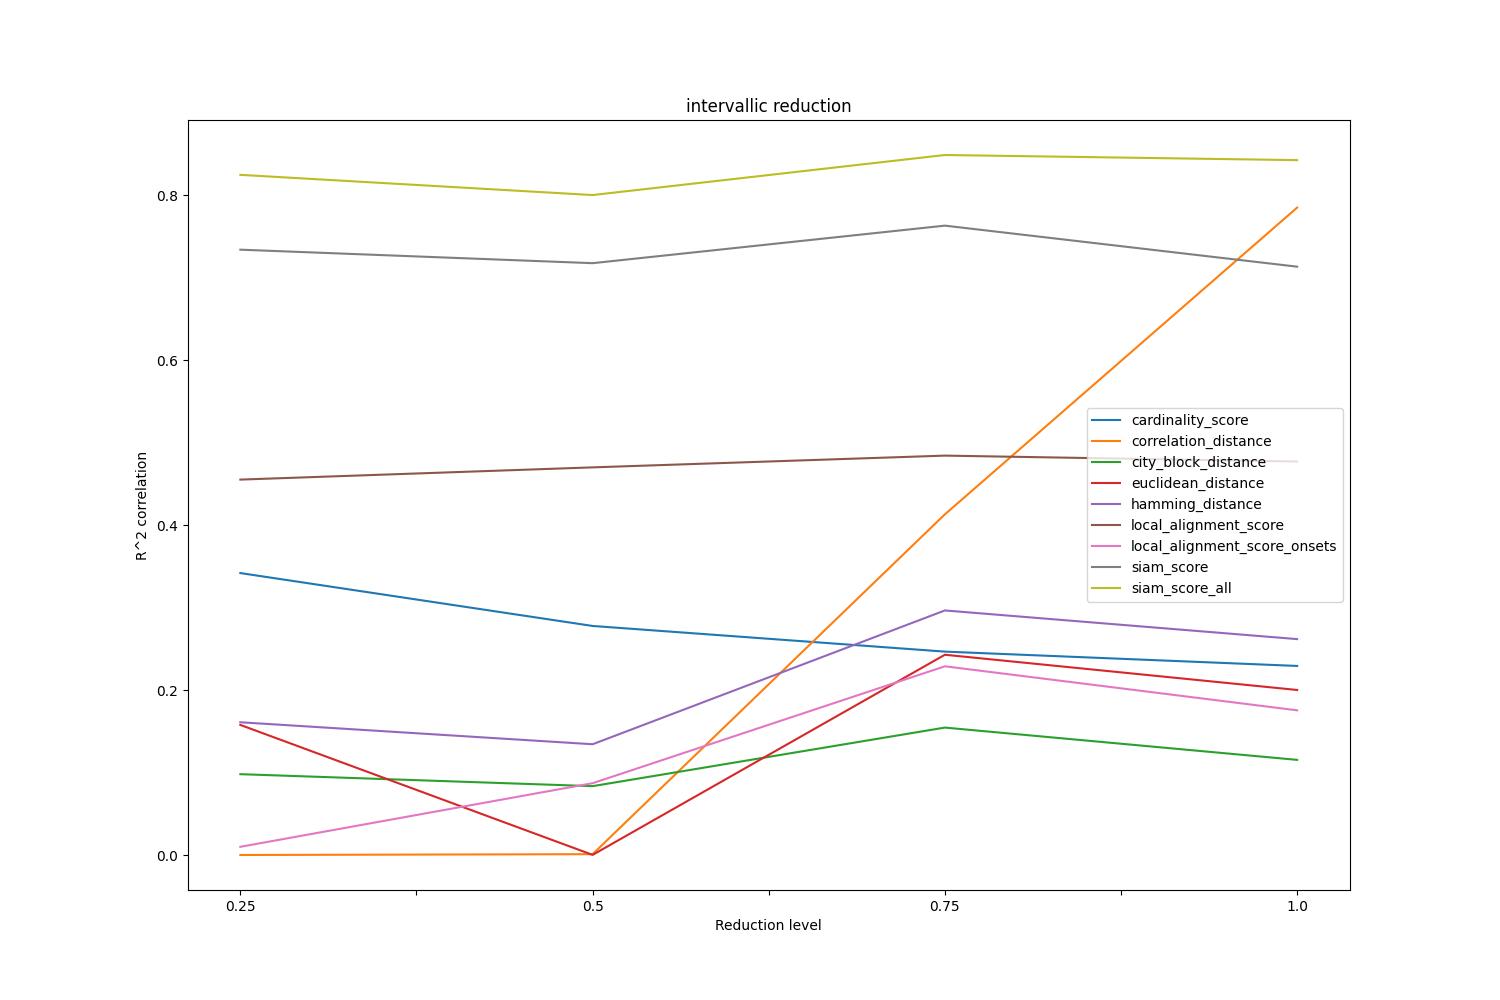 intervallic reduction
0.8
0.6
0.4
0.2
0.0
R^2 correlation
cardinality_score
correlation_distance
city_block_distance
euclidean_distance
hamming_distance
local_alignment_score
local_alignment_score_onsets
siam_score
siam_score_all
0.25 0.5 0.75 1.0
Reduction level